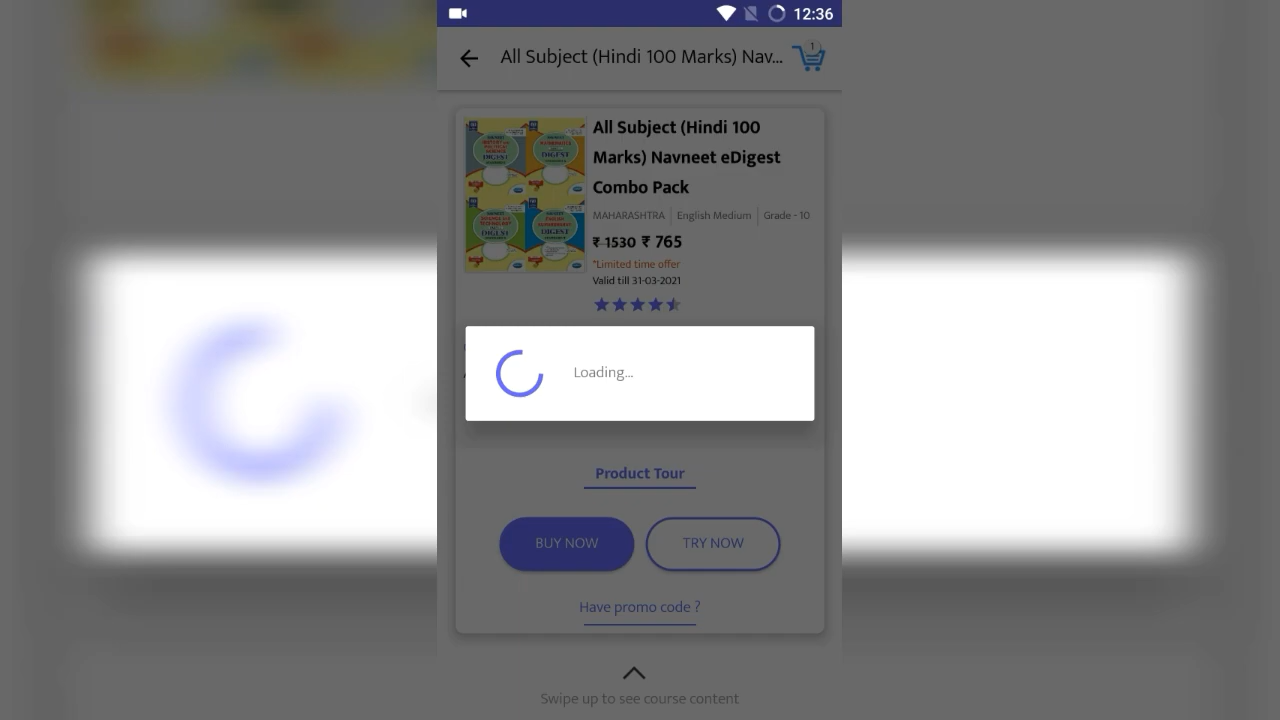 12:36
All Subject (Hindi 100 Marks) Nav...
1
All Subject (Hindi 100
Marks) Navneet eDigest
Combo Pack
MAHARASHTRA | English Medium | Grade - 10
₹ 1530 ₹ 765
*Limited time offer
Valid till 31-03-2021
Loading...
Product Tour
BUY NOW
TRY NOW
Have promo code ?
Swipe up to see course content